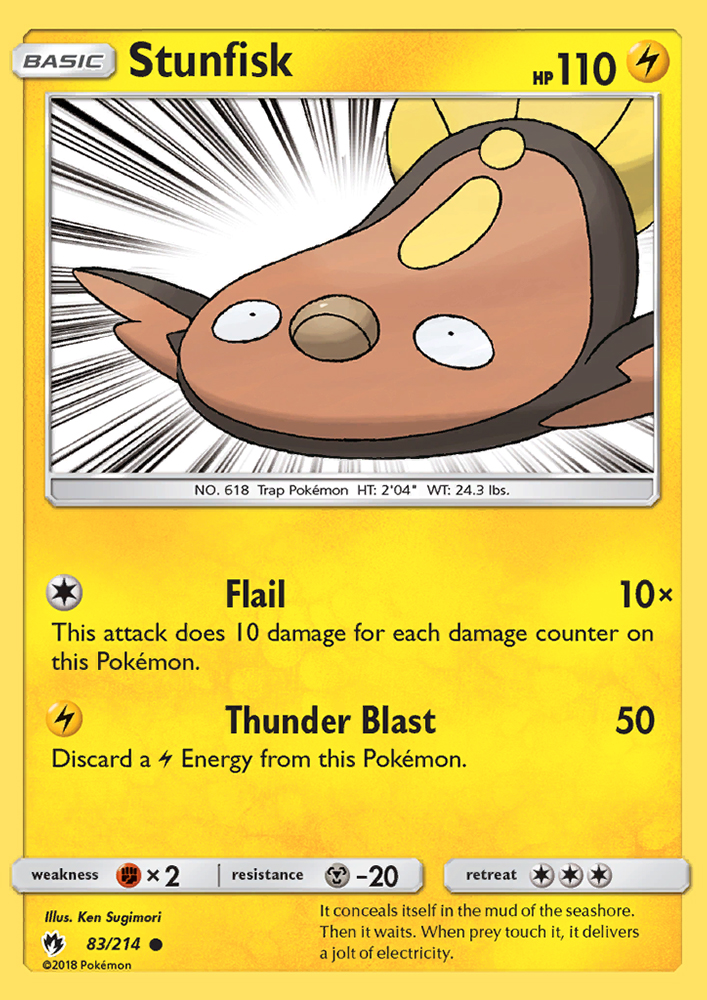 BASIC Stunfisk HP 110
NO. 618 Trap Pokémon HT: 2'04" WT: 24.3 lbs.
Flail 10×
This attack does 10 damage for each damage counter on
this Pokémon.
Thunder Blast 50
Discard a Energy from this Pokémon.
weakness ×2 resistance -20 retreat
Illus. Ken Sugimori
83/214
©2018 Pokémon
It conceals itself in the mud of the seashore.
Then it waits. When prey touch it, it delivers
a jolt of electricity.